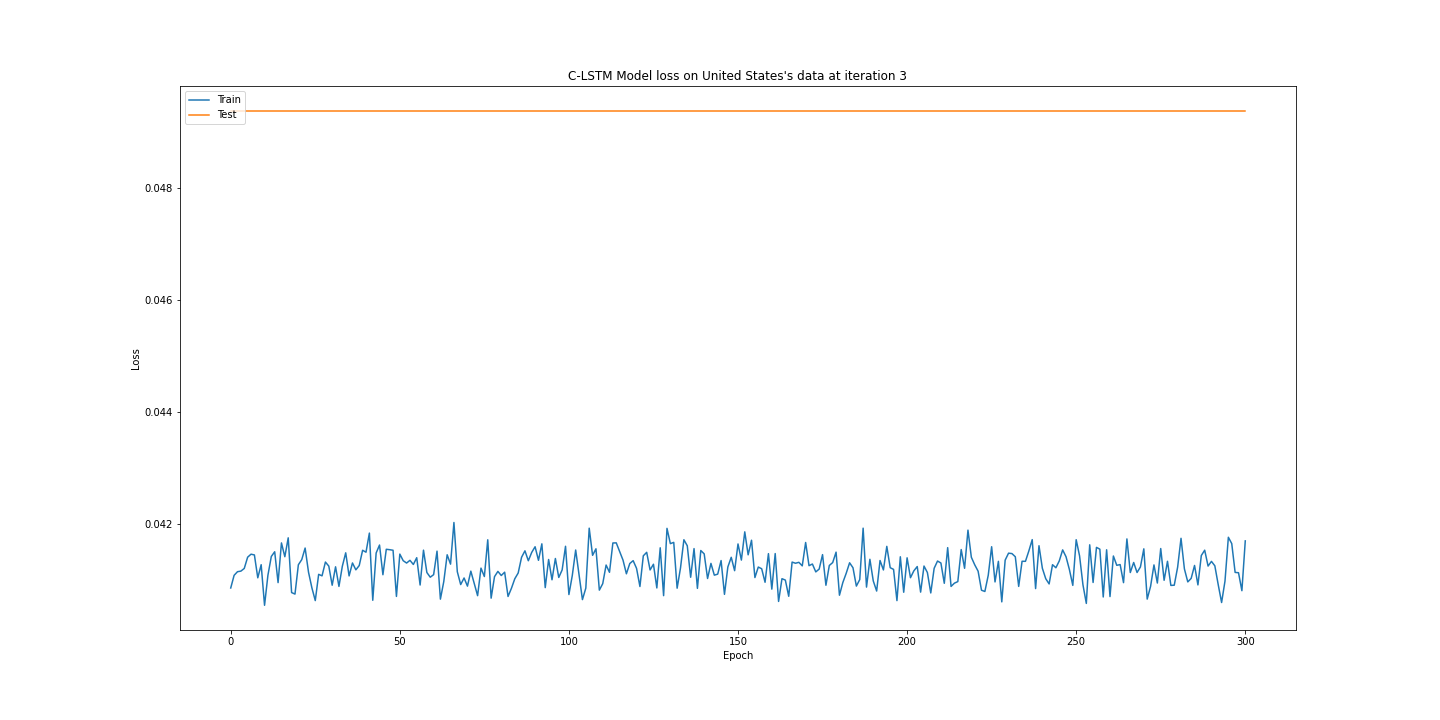 C-LSTM Model loss on United States's data at iteration 3
Train
Test
0.048
0.046
0.044
0.042
Loss
0 50 100 150 200 250 300
Epoch